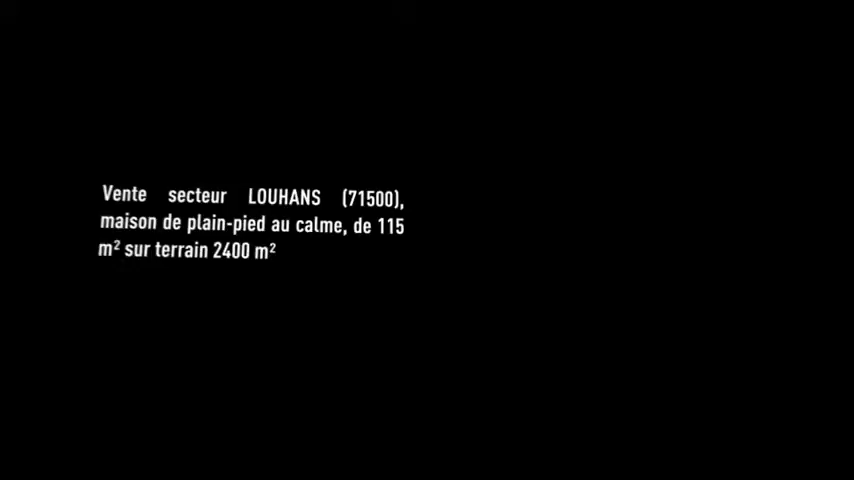 Vente secteur LOUHANS (71500),
maison de plain-pied au calme, de 115
m² sur terrain 2400 m²